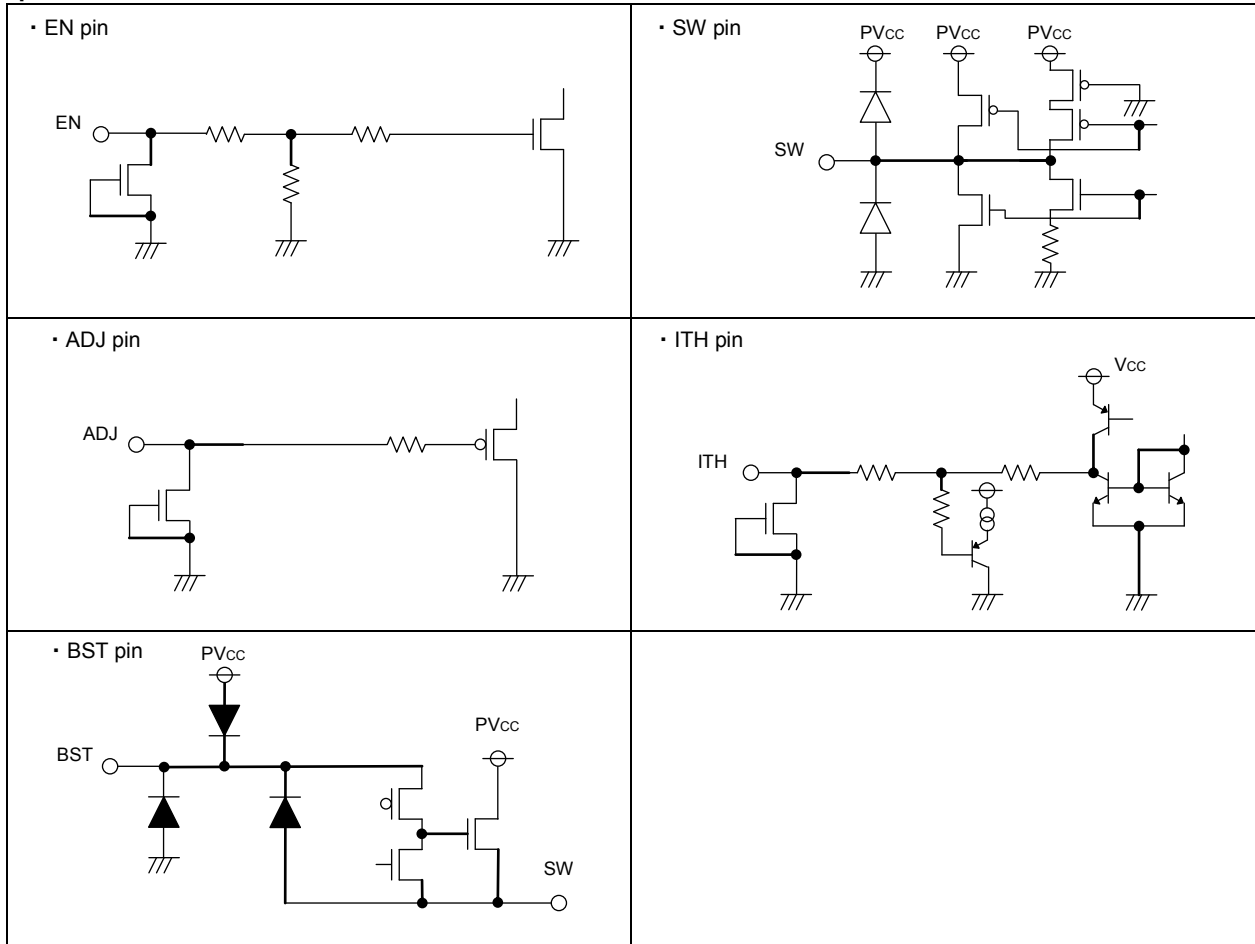 ・EN pin
EN
・SW pin
PVCC PVCC PVCC
SW
・ADJ pin
ADJ
・ITH pin
VCC
ITH
・BST pin
PVCC
PVCC
BST
SW